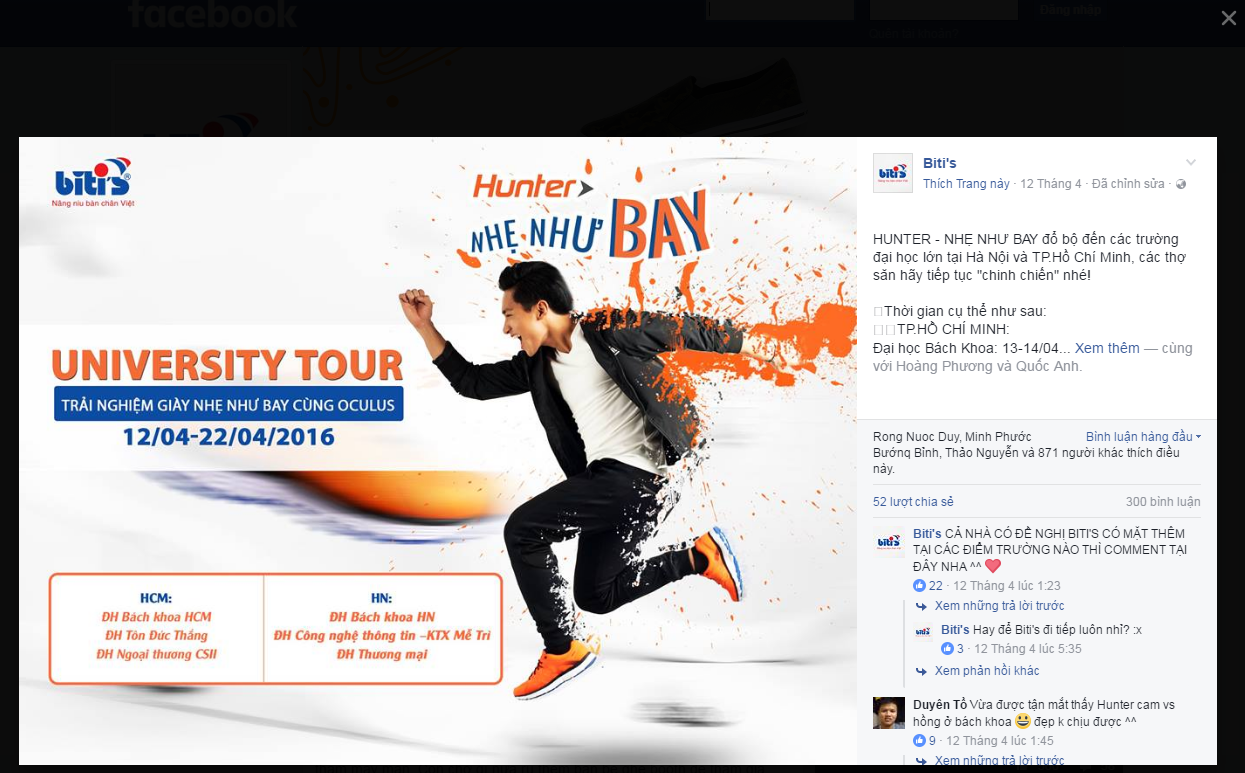 facebook
Đăng nhập
biti's®
Nâng niu bàn chân Việt
Hunter
NHẸ NHƯ BAY
UNIVERSITY TOUR
TRẢI NGHIỆM GIÀY NHẸ NHƯ BAY CÙNG OCULUS
12/04-22/04/2016
HCM:
ĐH Bách khoa HCM
ĐH Tôn Đức Thắng
ĐH Ngoại thương CSII
HN:
ĐH Bách khoa HN
ĐH Công nghệ thông tin –KTX Mễ Trì
ĐH Thương mại
Biti's
Thích Trang này · 12 Tháng 4 · Đã chỉnh sửa ·
HUNTER - NHẸ NHƯ BAY đổ bộ đến các trường
đại học lớn tại Hà Nội và TP.Hồ Chí Minh, các thợ
săn hãy tiếp tục "chinh chiến" nhé!
Thời gian cụ thể như sau:
TP.HỒ CHÍ MINH:
Đại học Bách Khoa: 13-14/04... Xem thêm — cùng
với Hoàng Phương và Quốc Anh.
Rong Nuoc Duy, Minh Phước
Bướnq Bỉnh, Thảo Nguyễn và 871 người khác thích điều
này.
Bình luận hàng đầu
52 lượt chia sẻ
300 bình luận
Biti's CẢ NHÀ CÓ ĐỀ NGHỊ BITI'S CÓ MẶT THÊM
TẠI CÁC ĐIỂM TRƯỜNG NÀO THÌ COMMENT TẠI
ĐÂY NHA ^^ ❤
22 · 12 Tháng 4 lúc 1:23
Xem những trả lời trước
Biti's Hay để Biti's đi tiếp luôn nhỉ? :x
3 · 12 Tháng 4 lúc 5:35
Xem phản hồi khác
Duyên Tồ Vừa được tận mắt thấy Hunter cam vs
hồng ở bách khoa 😃 đẹp k chịu được ^^
9 · 12 Tháng 4 lúc 1:45
Xem những trả lời trước